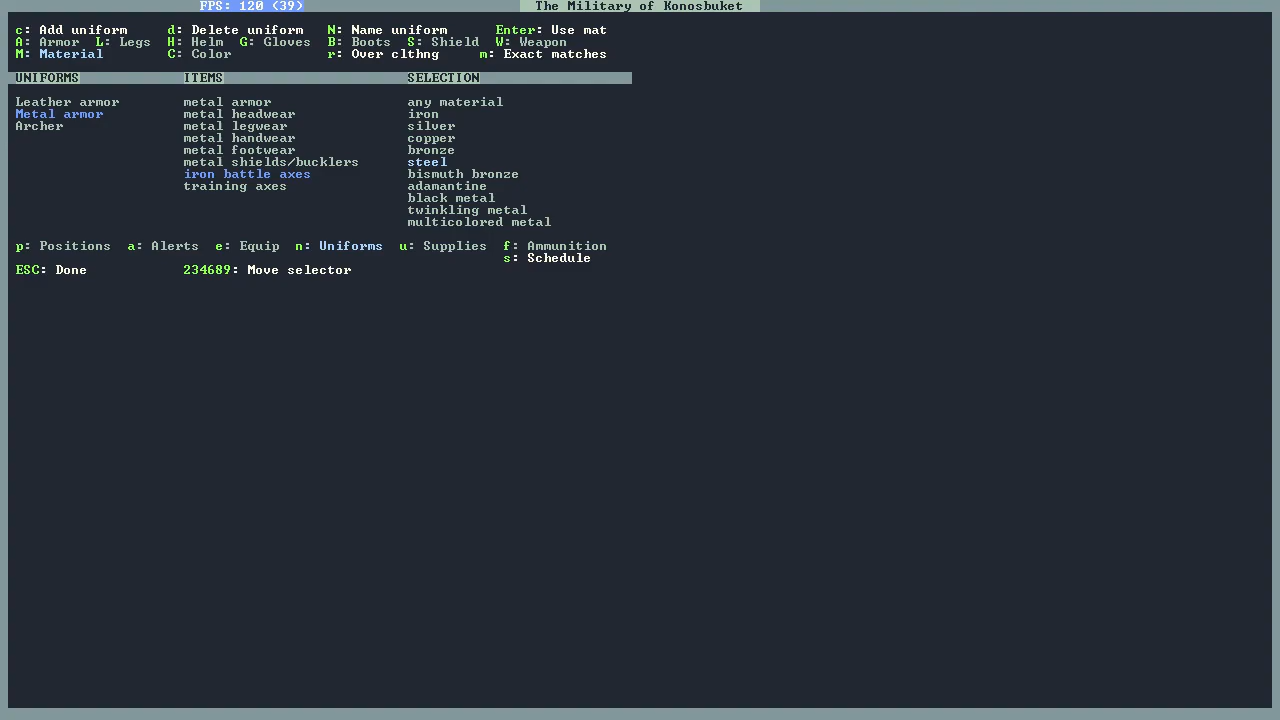 FPS: 120 (39) The Military of Konosbuket
c: Add uniform d: Delete uniform N: Name uniform Enter: Use mat
A: Armor L: Legs H: Helm G: Gloves B: Boots S: Shield W: Weapon
M: Material C: Color r: Over clthng m: Exact matches
UNIFORMS ITEMS SELECTION
Leather armor metal armor any material
Metal armor metal headwear iron
Archer metal legwear silver
metal handwear copper
metal footwear bronze
metal shields/bucklers steel
iron battle axes bismuth bronze
training axes adamantine
black metal
twinkling metal
multicolored metal
p: Positions a: Alerts e: Equip n: Uniforms u: Supplies f: Ammunition
s: Schedule
ESC: Done 234689: Move selector